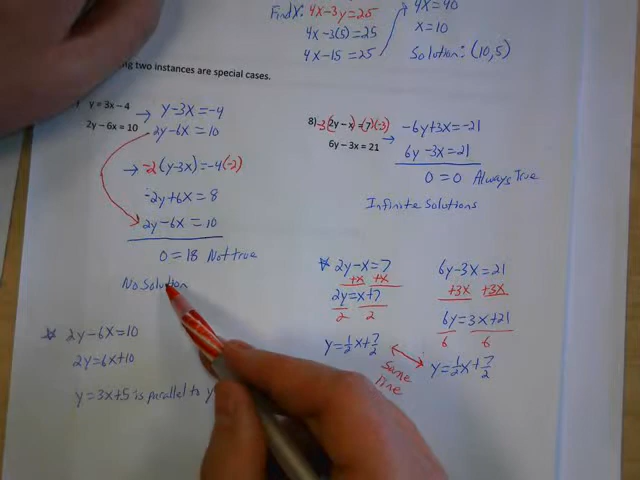 Find X: 4x-3y=25
4x-3(5)=25
4x-15=25
4x=40
x=10
Solution: (10,5)
two instances are special cases.
y = 3x – 4 → y-3x=-4
2y – 6x = 10 2y-6x=10
→ -2(y-3x)=-4(-2)
-2y+6x=8
2y-6x=10
0=18 Not true
No Solution
2y-6x=10
2y=6x+10
y=3x+5 is parallel to y
8) -3(2y – x)=(7)(-3) → -6y+3x=-21
6y – 3x = 21 6y-3x=21
0=0 Always True
Infinite Solutions
2y-x=7
+x +x
2y=x+7
2 2
y=1/2x+7/2
Same line
6y-3x=21
+3x +3x
6y=3x+21
6 6
y=1/2x+7/2